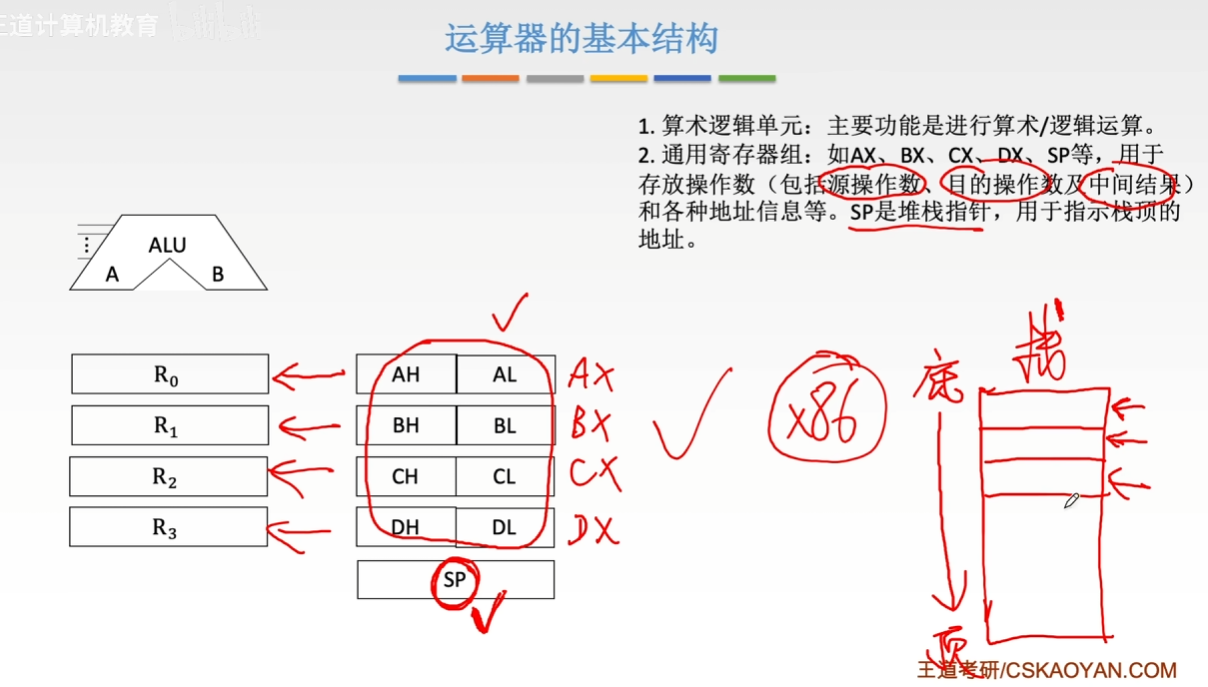 王道计算机教育
运算器的基本结构
1. 算术逻辑单元：主要功能是进行算术/逻辑运算。
2. 通用寄存器组：如AX、BX、CX、DX、SP等，用于
存放操作数（包括源操作数、目的操作数及中间结果）
和各种地址信息等。SP是堆栈指针，用于指示栈顶的
地址。
ALU
A
B
R₀
AH
AL
AX
R₁
BH
BL
BX
R₂
CH
CL
CX
R₃
DH
DL
DX
SP
x86
底
顶
王道考研/CSKAOYAN.COM